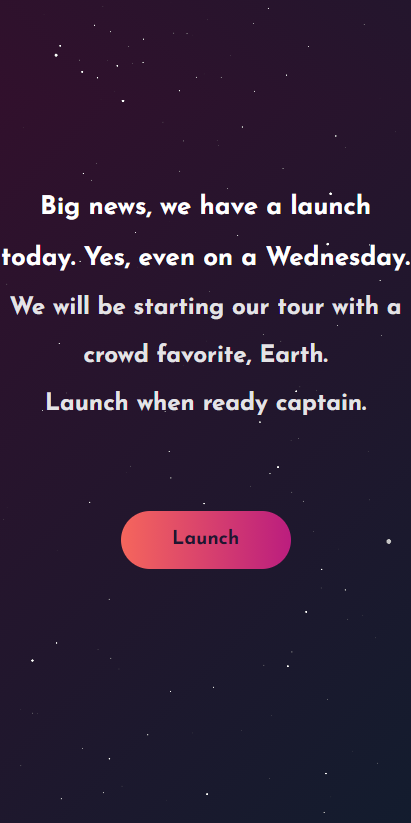 Big news, we have a launch
today. Yes, even on a Wednesday.
We will be starting our tour with a
crowd favorite, Earth.
Launch when ready captain.
Launch